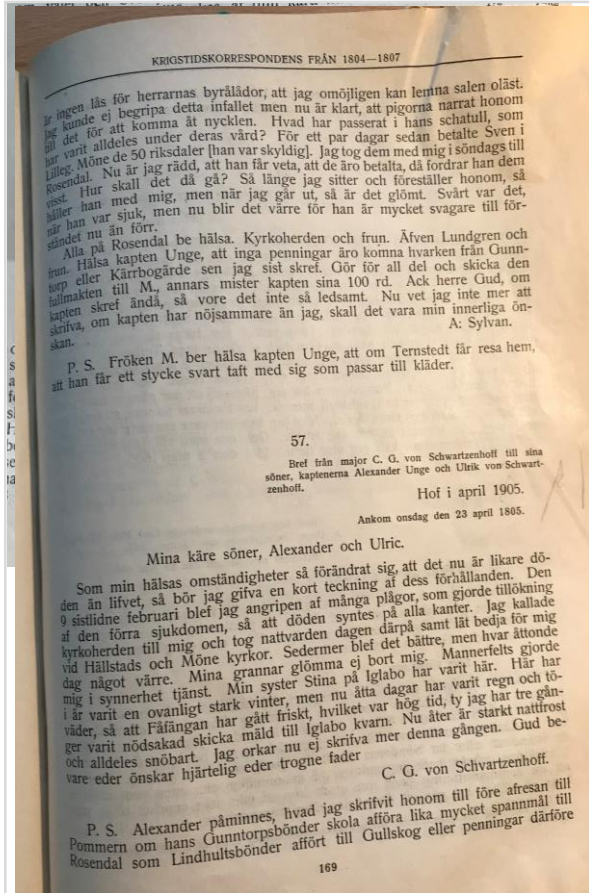 KRIGSTIDSKORRESPONDENS FRÅN 1804—1807
är ingen lås för herrarnas byrålådor, att jag omöjligen kan lemna salen oläst.
Jag kunde ej begripa detta infallet men nu är klart, att pigorna narrat honom
till det för att komma åt nycklen. Hvad har passerat i hans schatull, som
har varit alldeles under deras vård? För ett par dagar sedan betalte Sven i
Lilleg. Möne de 50 riksdaler [han var skyldig]. Jag tog dem med mig i söndags till
Rosendal. Nu är jag rädd, att han får veta, att de äro betalta, då fordrar han dem
visst. Hur skall det då gå? Så länge jag sitter och föreställer honom, så
håller han med mig, men när jag går ut, så är det glömt. Svårt var det,
när han var sjuk, men nu blir det värre för han är mycket svagare till för-
ståndet nu än förr.
Alla på Rosendal be hälsa. Kyrkoherden och frun. Äfven Lundgren och
frun. Hälsa kapten Unge, att inga penningar äro komna hvarken från Gunn-
torp eller Kärrbogärde sen jag sist skref. Gör för all del och skicka den
fullmakten till M., annars mister kapten sina 100 rd. Ack herre Gud, om
kapten skref ändå, så vore det inte så ledsamt. Nu vet jag inte mer att
skrifva, om kapten har nöjsammare än jag, skall det vara min innerliga ön-
skan.
A: Sylvan.
P. S. Fröken M. ber hälsa kapten Unge, att om Ternstedt får resa hem,
att han får ett stycke svart taft med sig som passar till kläder.
57.
Bref från major C. G. von Schwartzenhoff till sina
söner, kaptenerna Alexander Unge och Ulrik von Schwart-
zenhoff.
Hof i april 1905.
Ankom onsdag den 23 april 1805.
Mina käre söner, Alexander och Ulric.
Som min hälsas omständigheter så förändrat sig, att det nu är likare dö-
den än lifvet, så bör jag gifva en kort teckning af dess förhållanden. Den
9 sistlidne februari blef jag angripen af många plågor, som gjorde tillökning
af den förra sjukdomen, så att döden syntes på alla kanter. Jag kallade
kyrkoherden till mig och tog nattvarden dagen därpå samt lät bedja för mig
vid Hällstads och Möne kyrkor. Sedermer blef det bättre, men hvar åttonde
dag något värre. Mina grannar glömma ej bort mig. Mannerfelts gjorde
mig i synnerhet tjänst. Min syster Stina på Iglabo har varit här. Här har
i år varit en ovanligt stark vinter, men nu åtta dagar har varit regn och tö-
väder, så att Fåfängan har gått friskt, hvilket var hög tid, ty jag har tre gån-
ger varit nödsakad skicka mäld till Iglabo kvarn. Nu åter är starkt nattfrost
och alldeles snöbart. Jag orkar nu ej skrifva mer denna gången. Gud be-
vare eder önskar hjärtelig eder trogne fader
C. G. von Schvartzenhoff.
P. S. Alexander påminnes, hvad jag skrifvit honom till före afresan till
Pommern om hans Gunntorpsbönder skola afföra lika mycket spannmål till
Rosendal som Lindhultsbönder affört till Gullskog eller penningar därföre
169